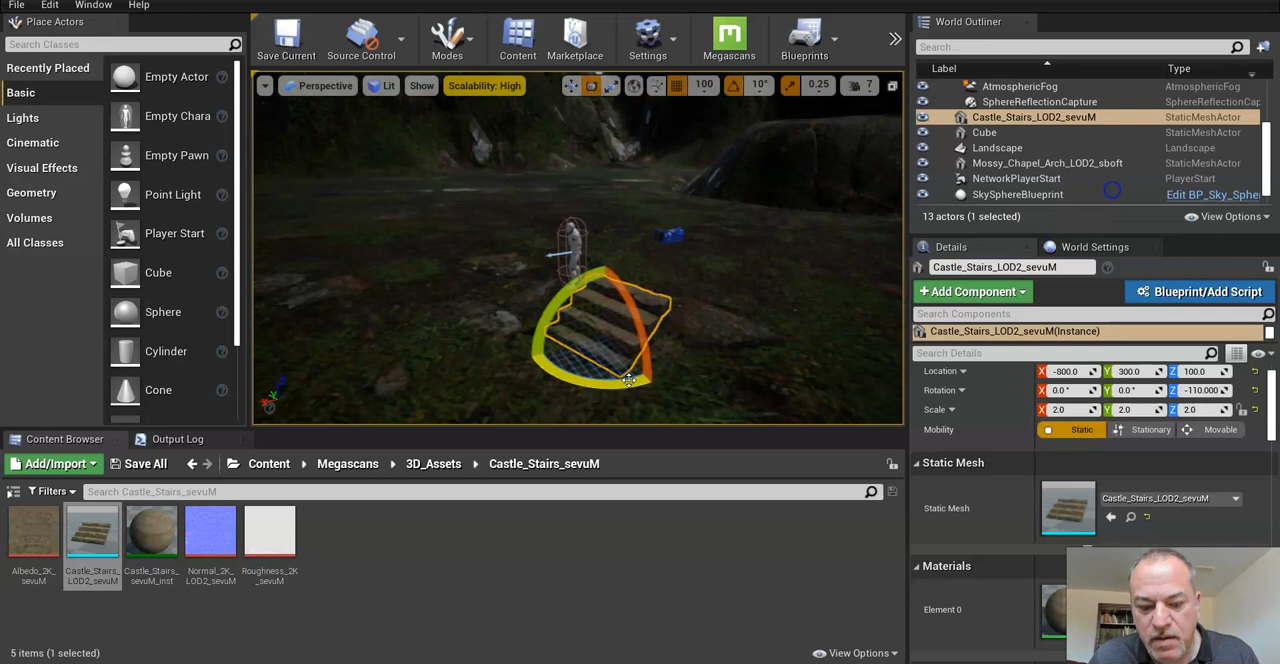 File Edit Window Help
Place Actors
Search Classes
Recently Placed
Basic
Lights
Cinematic
Visual Effects
Geometry
Volumes
All Classes
Empty Actor
Empty Chara
Empty Pawn
Point Light
Player Start
Cube
Sphere
Cylinder
Cone
Save Current
Source Control
Modes
Content
Marketplace
Settings
Megascans
Blueprints
Perspective
Lit
Show
Scalability: High
100
10°
0.25
7
World Outliner
Search...
Label
Type
AtmosphericFog AtmosphericFog
SphereReflectionCapture SphereReflectionCap
Castle_Stairs_LOD2_sevuM StaticMeshActor
Cube StaticMeshActor
Landscape Landscape
Mossy_Chapel_Arch_LOD2_sboft StaticMeshActor
NetworkPlayerStart PlayerStart
SkySphereBlueprint Edit BP_Sky_Sphe
13 actors (1 selected)
View Options
Details
World Settings
Castle_Stairs_LOD2_sevuM
+ Add Component
Blueprint/Add Script
Search Components
Castle_Stairs_LOD2_sevuM(Instance)
Search Details
Location X -800.0 Y 300.0 Z 100.0
Rotation X 0.0 ° Y 0.0 ° Z -110.000
Scale X 2.0 Y 2.0 Z 2.0
Mobility Static Stationary Movable
Static Mesh
Static Mesh
Castle_Stairs_LOD2_sevuM
Materials
Element 0
Content Browser
Output Log
Add/Import
Save All
Content
Megascans
3D_Assets
Castle_Stairs_sevuM
Filters
Search Castle_Stairs_sevuM
Albedo_2K_
sevuM
Castle_Stairs_
LOD2_sevuM
Castle_Stairs_
sevuM_inst
Normal_2K_
LOD2_sevuM
Roughness_2K
_sevuM
5 items (1 selected)
View Options